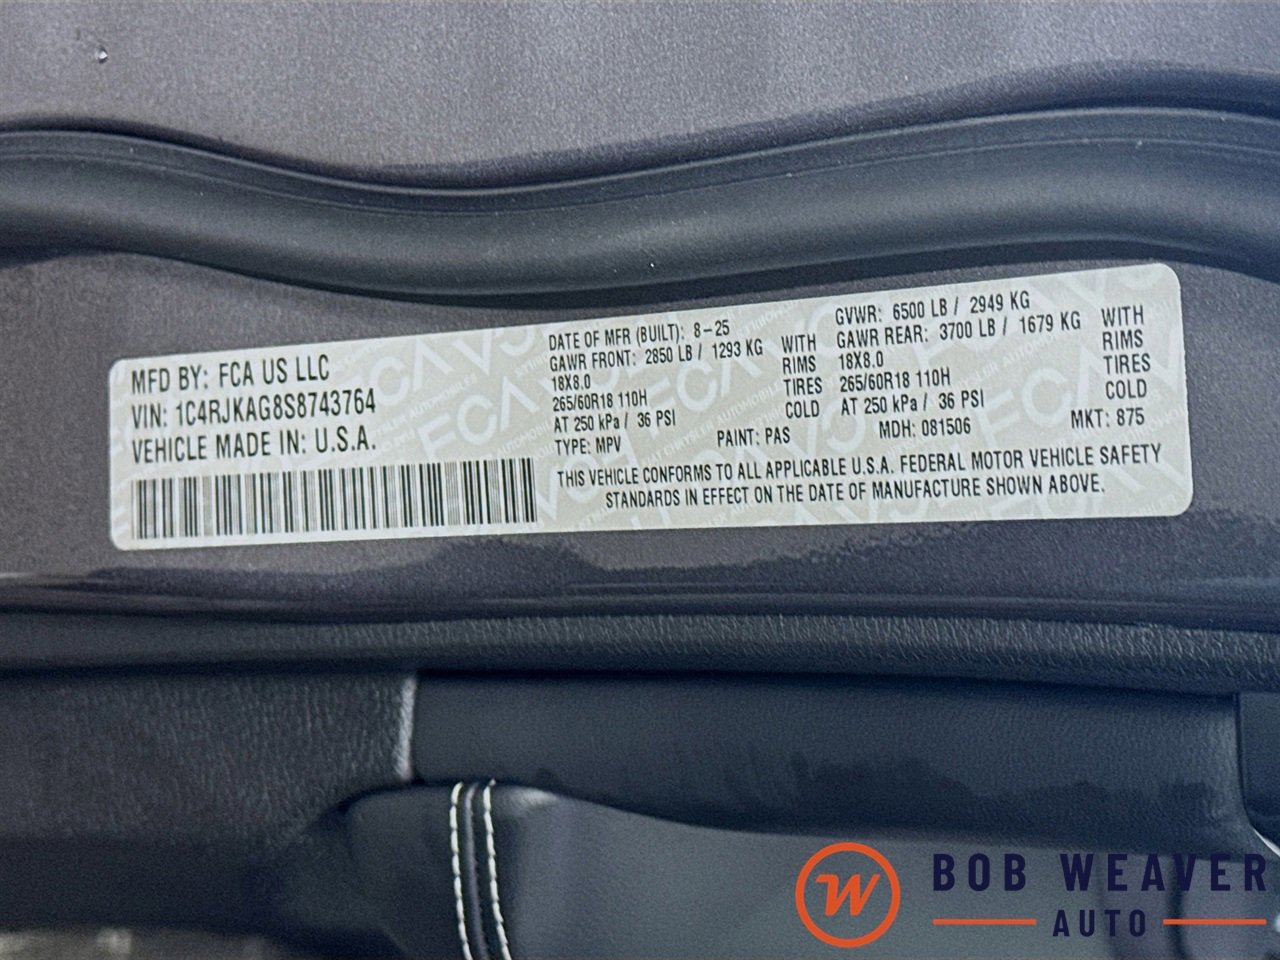 MFD BY: FCA US LLC
VIN: 1C4RJKAG8S8743764
VEHICLE MADE IN: U.S.A.
DATE OF MFR (BUILT): 8-25
GAWR FRONT: 2850 LB / 1293 KG
18X8.0
265/60R18 110H
AT 250 kPa / 36 PSI
TYPE: MPV
WITH
RIMS
TIRES
COLD
PAINT: PAS
GVWR: 6500 LB / 2949 KG
GAWR REAR: 3700 LB / 1679 KG
18X8.0
265/60R18 110H
AT 250 kPa / 36 PSI
MDH: 081506
WITH
RIMS
TIRES
COLD
MKT: 875
THIS VEHICLE CONFORMS TO ALL APPLICABLE U.S.A. FEDERAL MOTOR VEHICLE SAFETY
STANDARDS IN EFFECT ON THE DATE OF MANUFACTURE SHOWN ABOVE.
W BOB WEAVER
AUTO